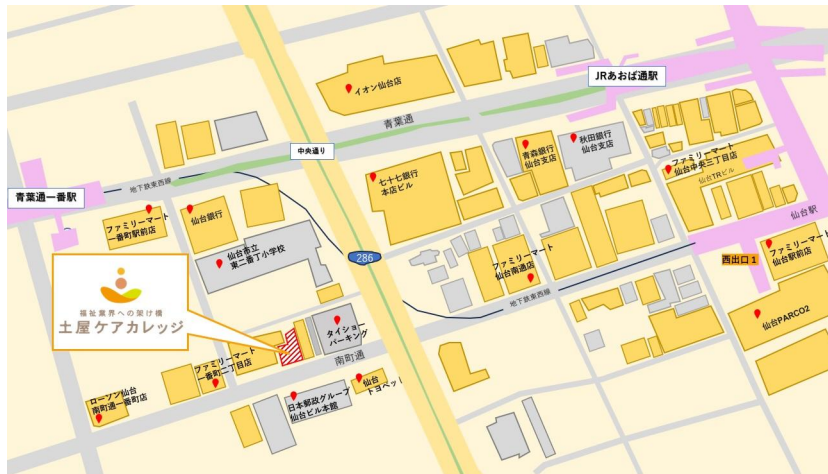 イオン仙台店
JRあおば通駅
青葉通
中央通り
秋田銀行
仙台支店
青森銀行
仙台支店
ファミリーマート
仙台中央三丁目店
仙台TRビル
七十七銀行
本店ビル
地下鉄東西線
青葉通一番駅
ファミリーマート
一番町駅前店
仙台銀行
仙台市立
東二番丁小学校
286
仙台駅
ファミリーマート
仙台駅前店
西出口1
ファミリーマート
仙台南通店
地下鉄東西線
仙台PARCO2
福祉業界への架け橋
土屋ケアカレッジ
タイショー
パーキング
南町通
ファミリーマート
一番町二丁目店
仙台
トヨペット
日本郵政グループ
仙台ビル本館
ローソン仙台
南町通一番町店